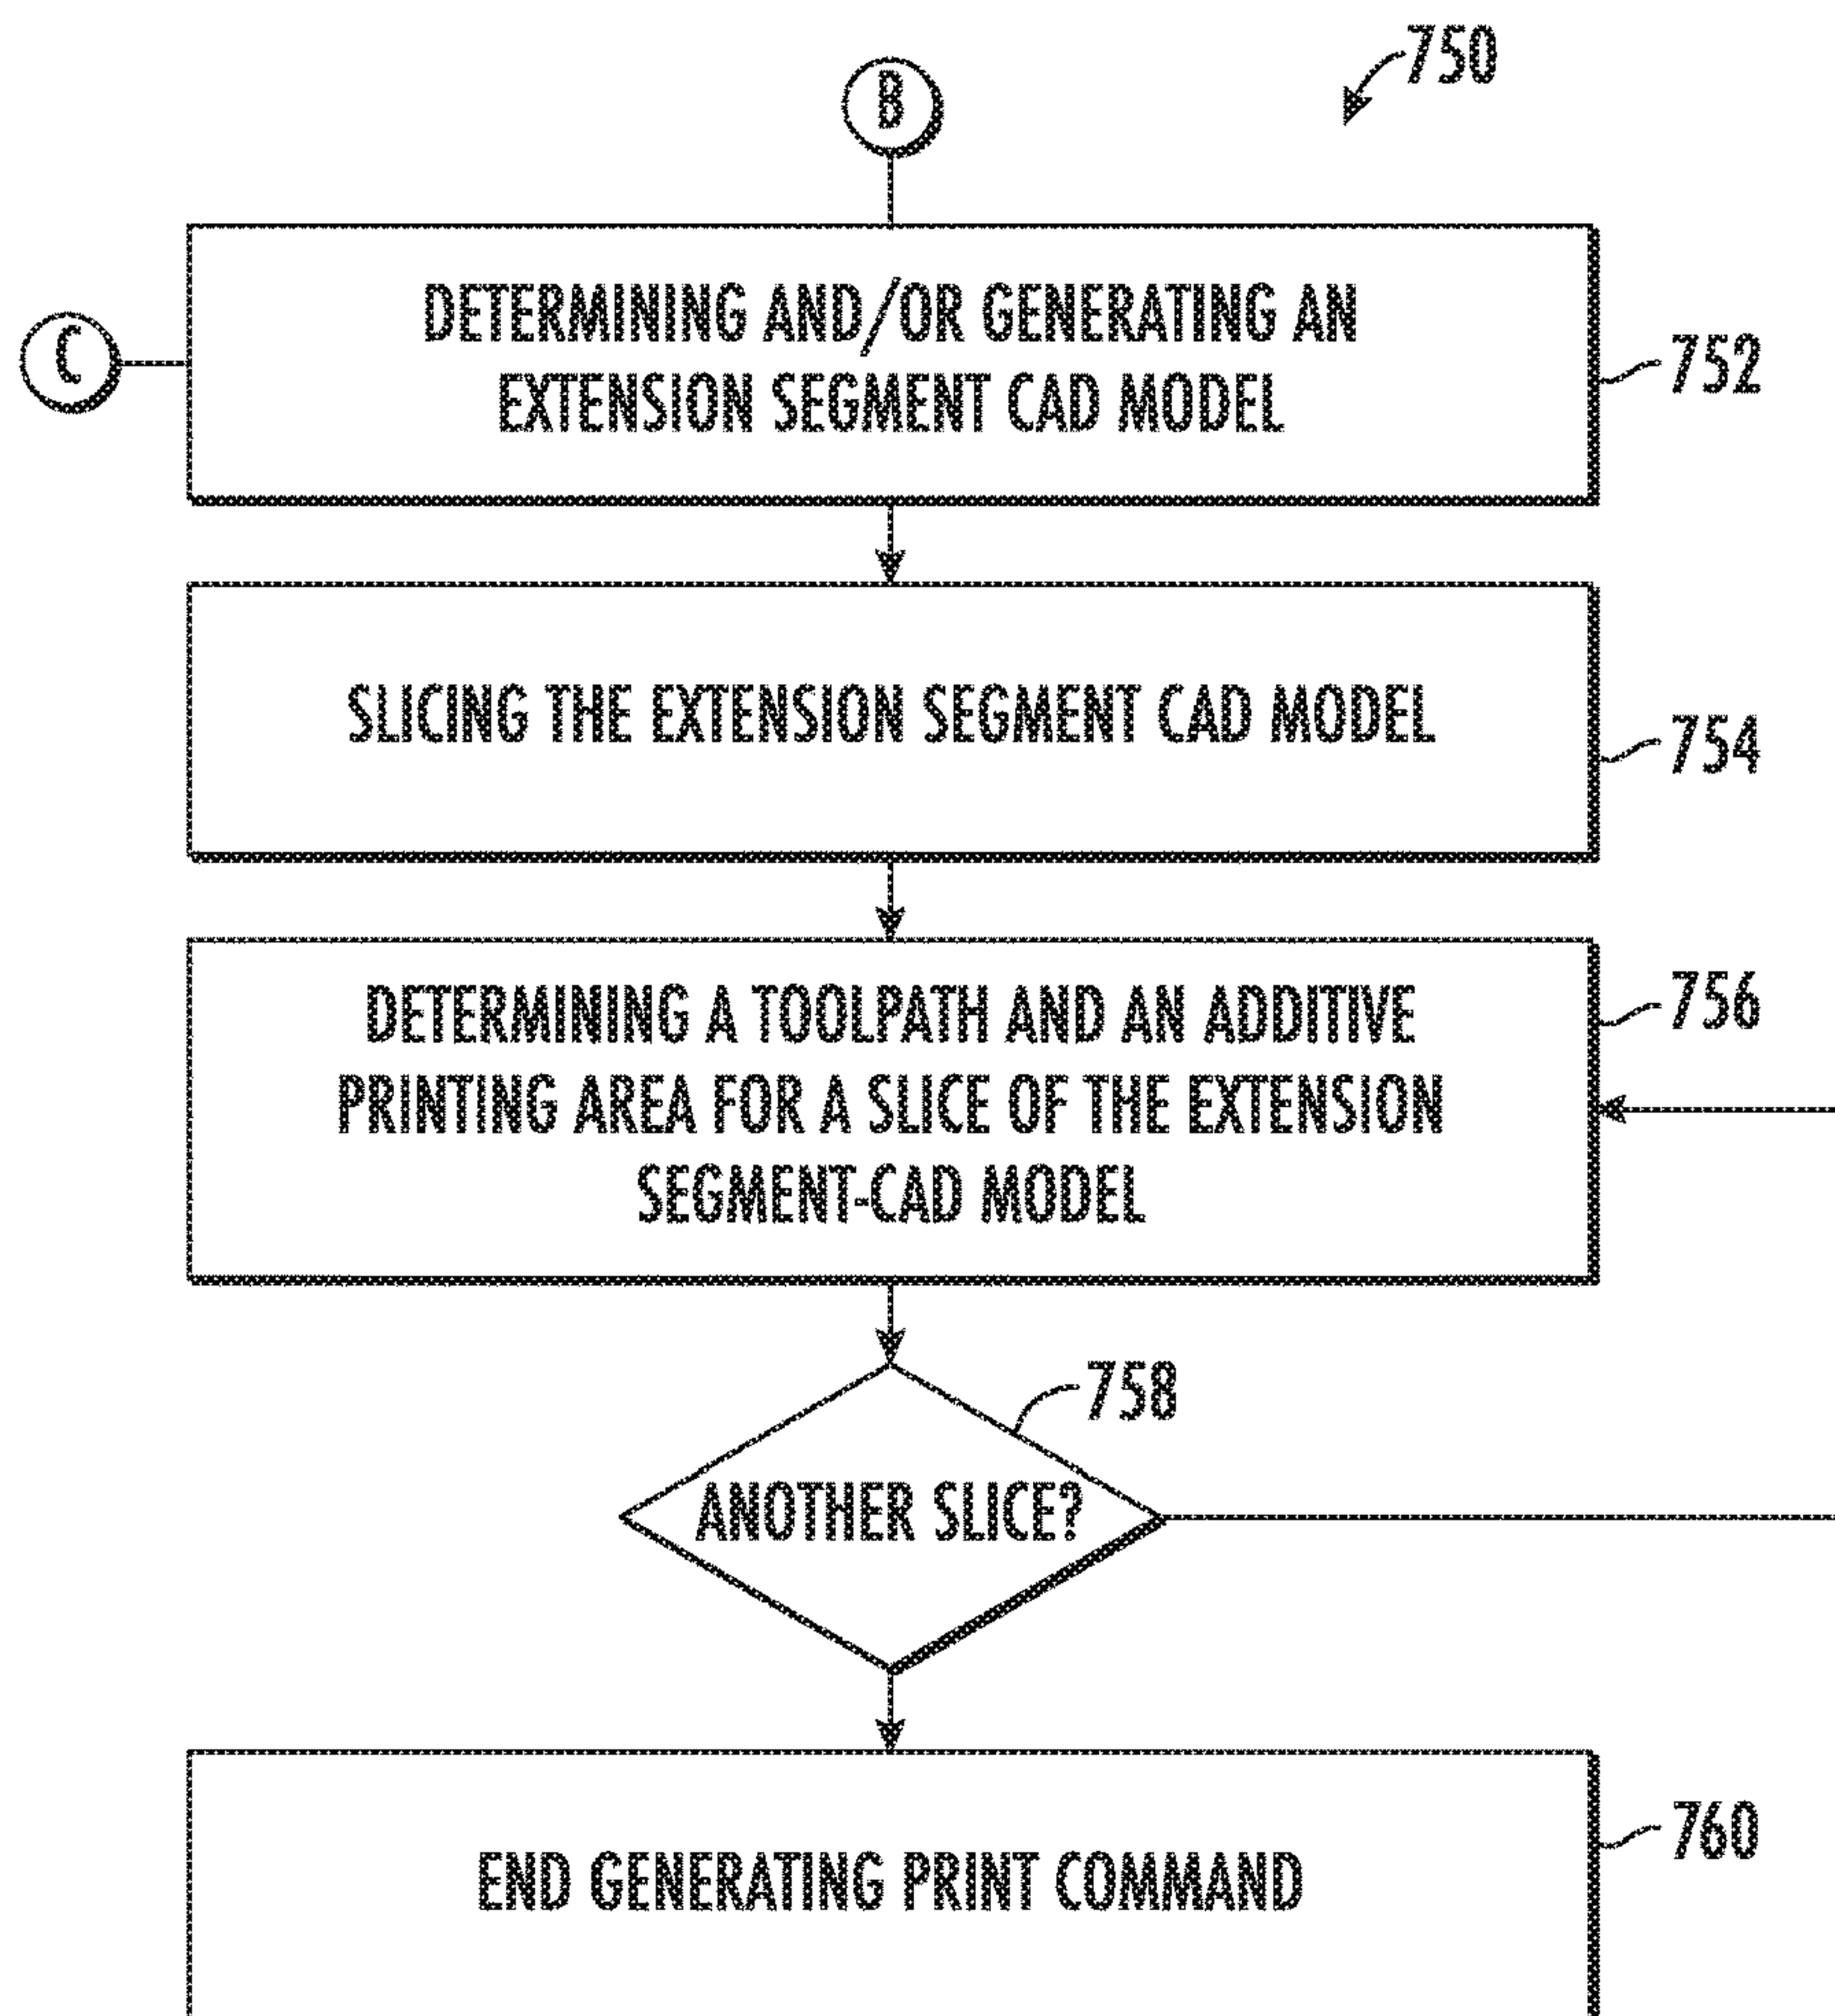 750
B
DETERMINING AND/OR GENERATING AN
EXTENSION SEGMENT CAD MODEL
C
752
SLICING THE EXTENSION SEGMENT CAD MODEL
754
DETERMINING A TOOLPATH AND AN ADDITIVE
PRINTING AREA FOR A SLICE OF THE EXTENSION
SEGMENT-CAD MODEL
756
758
ANOTHER SLICE?
END GENERATING PRINT COMMAND
760